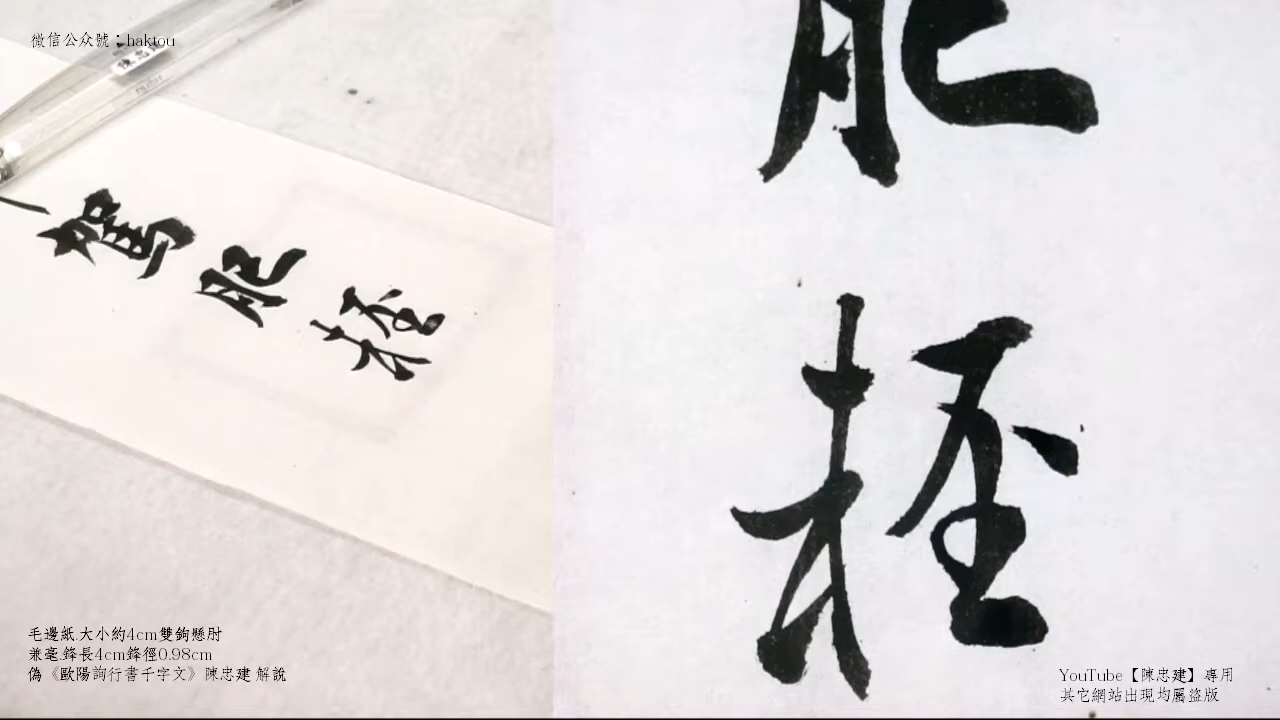 微信公众號：haktou
駕肥輕
肥
輕
毛邊紙 大小約4cm雙鉤懸肘
兼毫 鋒長4cm鋒徑0.98cm
偽《歐陽詢行書千字文》陳忠建 解說
YouTube【陳忠建】專用
其它網站出現均屬盜版